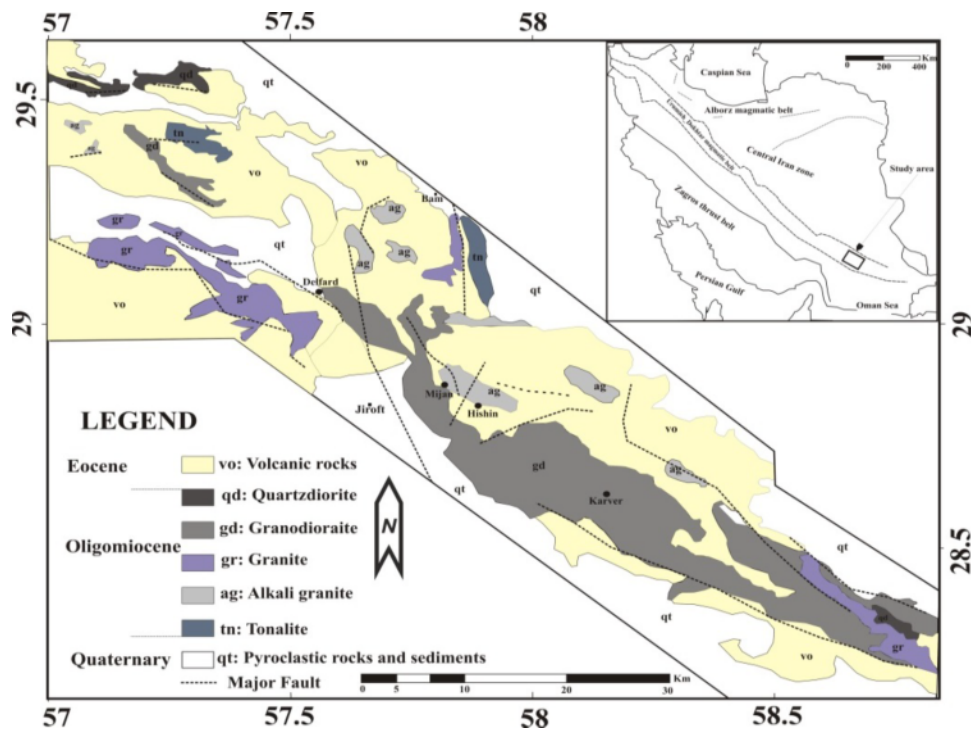 57
57.5
58
29.5
29
28.5
29
28.5
57
57.5
58
58.5
qd
qt
ag
tn
gd
vo
vo
Bam
ag
ag
ag
gr
gr
gr
qt
tn
qt
Delfard
vo
Mijan
ag
Hishin
ag
Jiroft
vo
ag
gd
Karver
qt
qt
qt
gr
vo
0 200 400 Km
Caspian Sea
Alborz magmatic belt
Central Iran zone
Study area
Zagros thrust belt
Persian Gulf
Oman Sea
LEGEND
Eocene
vo: Volcanic rocks
qd: Quartzdiorite
gd: Granodioraite
Oligomiocene
gr: Granite
ag: Alkali granite
tn: Tonalite
Quaternary
qt: Pyroclastic rocks and sediments
Major Fault
N
0 5 10 20 30 Km